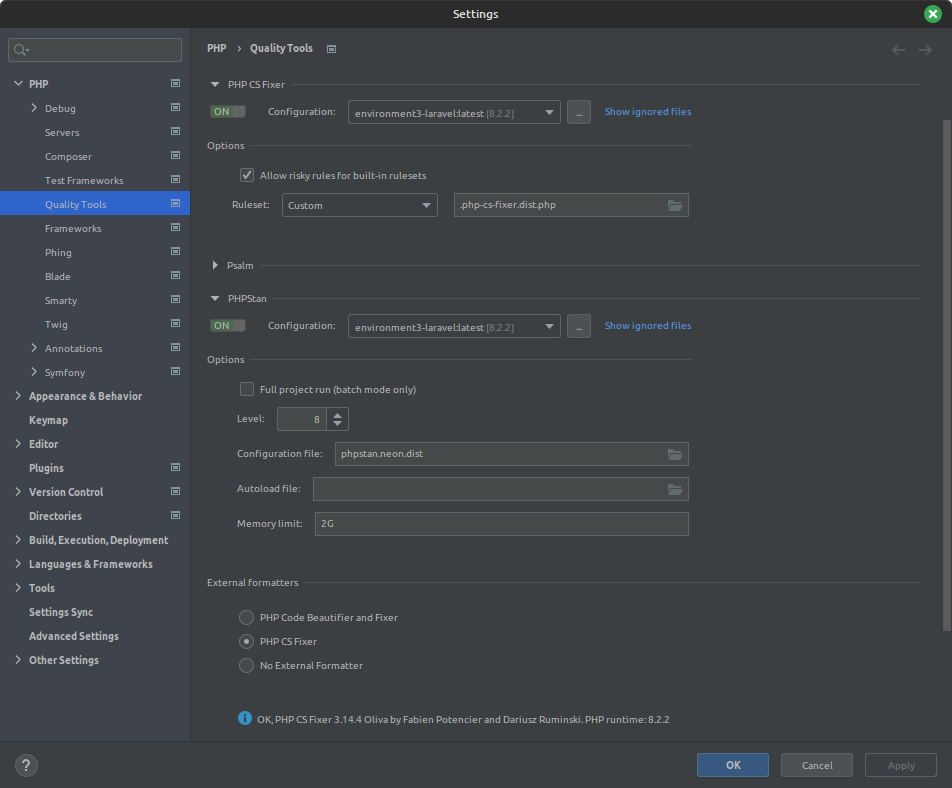 Settings
PHP › Quality Tools
PHP
Debug
Servers
Composer
Test Frameworks
Quality Tools
Frameworks
Phing
Blade
Smarty
Twig
Annotations
Symfony
Appearance & Behavior
Keymap
Editor
Plugins
Version Control
Directories
Build, Execution, Deployment
Languages & Frameworks
Tools
Settings Sync
Advanced Settings
Other Settings
PHP CS Fixer
ON Configuration: environment3-laravel:latest [8.2.2] ... Show ignored files
Options
Allow risky rules for built-in rulesets
Ruleset: Custom .php-cs-fixer.dist.php
Psalm
PHPStan
ON Configuration: environment3-laravel:latest [8.2.2] ... Show ignored files
Options
Full project run (batch mode only)
Level: 8
Configuration file: phpstan.neon.dist
Autoload file:
Memory limit: 2G
External formatters
PHP Code Beautifier and Fixer
PHP CS Fixer
No External Formatter
OK, PHP CS Fixer 3.14.4 Oliva by Fabien Potencier and Dariusz Ruminski. PHP runtime: 8.2.2
? OK Cancel Apply